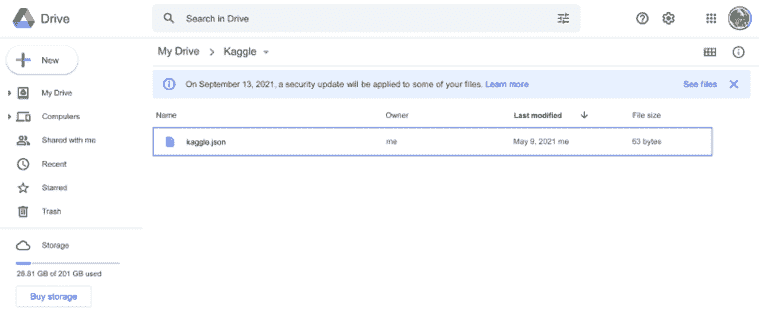 Drive
Search in Drive
New
My Drive > Kaggle
On September 13, 2021, a security update will be applied to some of your files. Learn more
See files
My Drive
Computers
Shared with me
Recent
Starred
Trash
Storage
28.81 GB of 201 GB used
Buy storage
Name Owner Last modified File size
kaggle.json me May 9, 2021 me 63 bytes